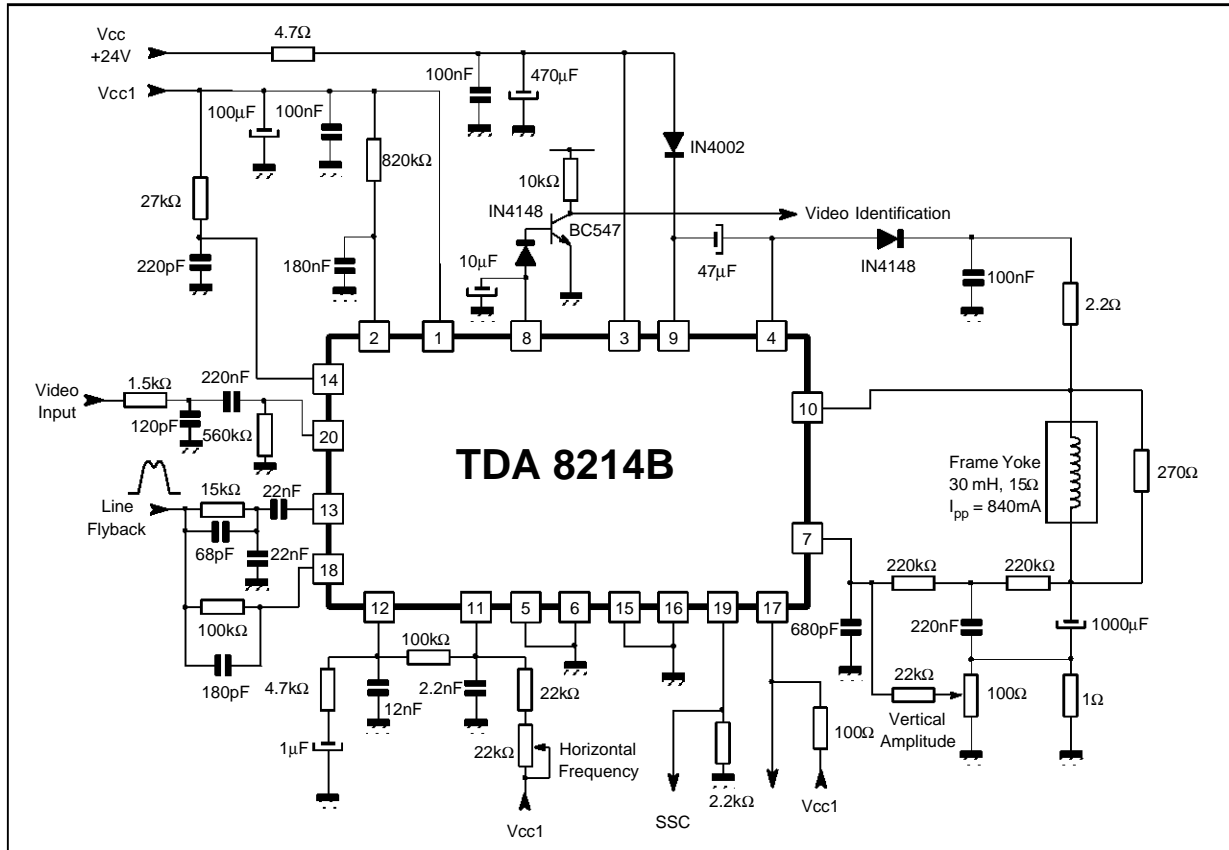 Vcc
+24V
4.7Ω
Vcc1
100μF
100nF
100nF
470μF
820kΩ
IN4002
27kΩ
10kΩ
IN4148
BC547
Video Identification
220pF
180nF
10μF
47μF
IN4148
100nF
2.2Ω
2
1
8
3
9
4
14
Video
Input
1.5kΩ
220nF
120pF
560kΩ
20
10
TDA 8214B
Frame Yoke
30 mH, 15Ω
Ipp = 840mA
270Ω
Line
Flyback
15kΩ
22nF
13
68pF
22nF
18
7
100kΩ
180pF
12
11
5
6
15
16
19
17
220kΩ
220kΩ
680pF
220nF
1000μF
4.7kΩ
100kΩ
12nF
2.2nF
22kΩ
22kΩ
100Ω
1Ω
Vertical
Amplitude
1μF
22kΩ
Horizontal
Frequency
100Ω
2.2kΩ
Vcc1
SSC
Vcc1